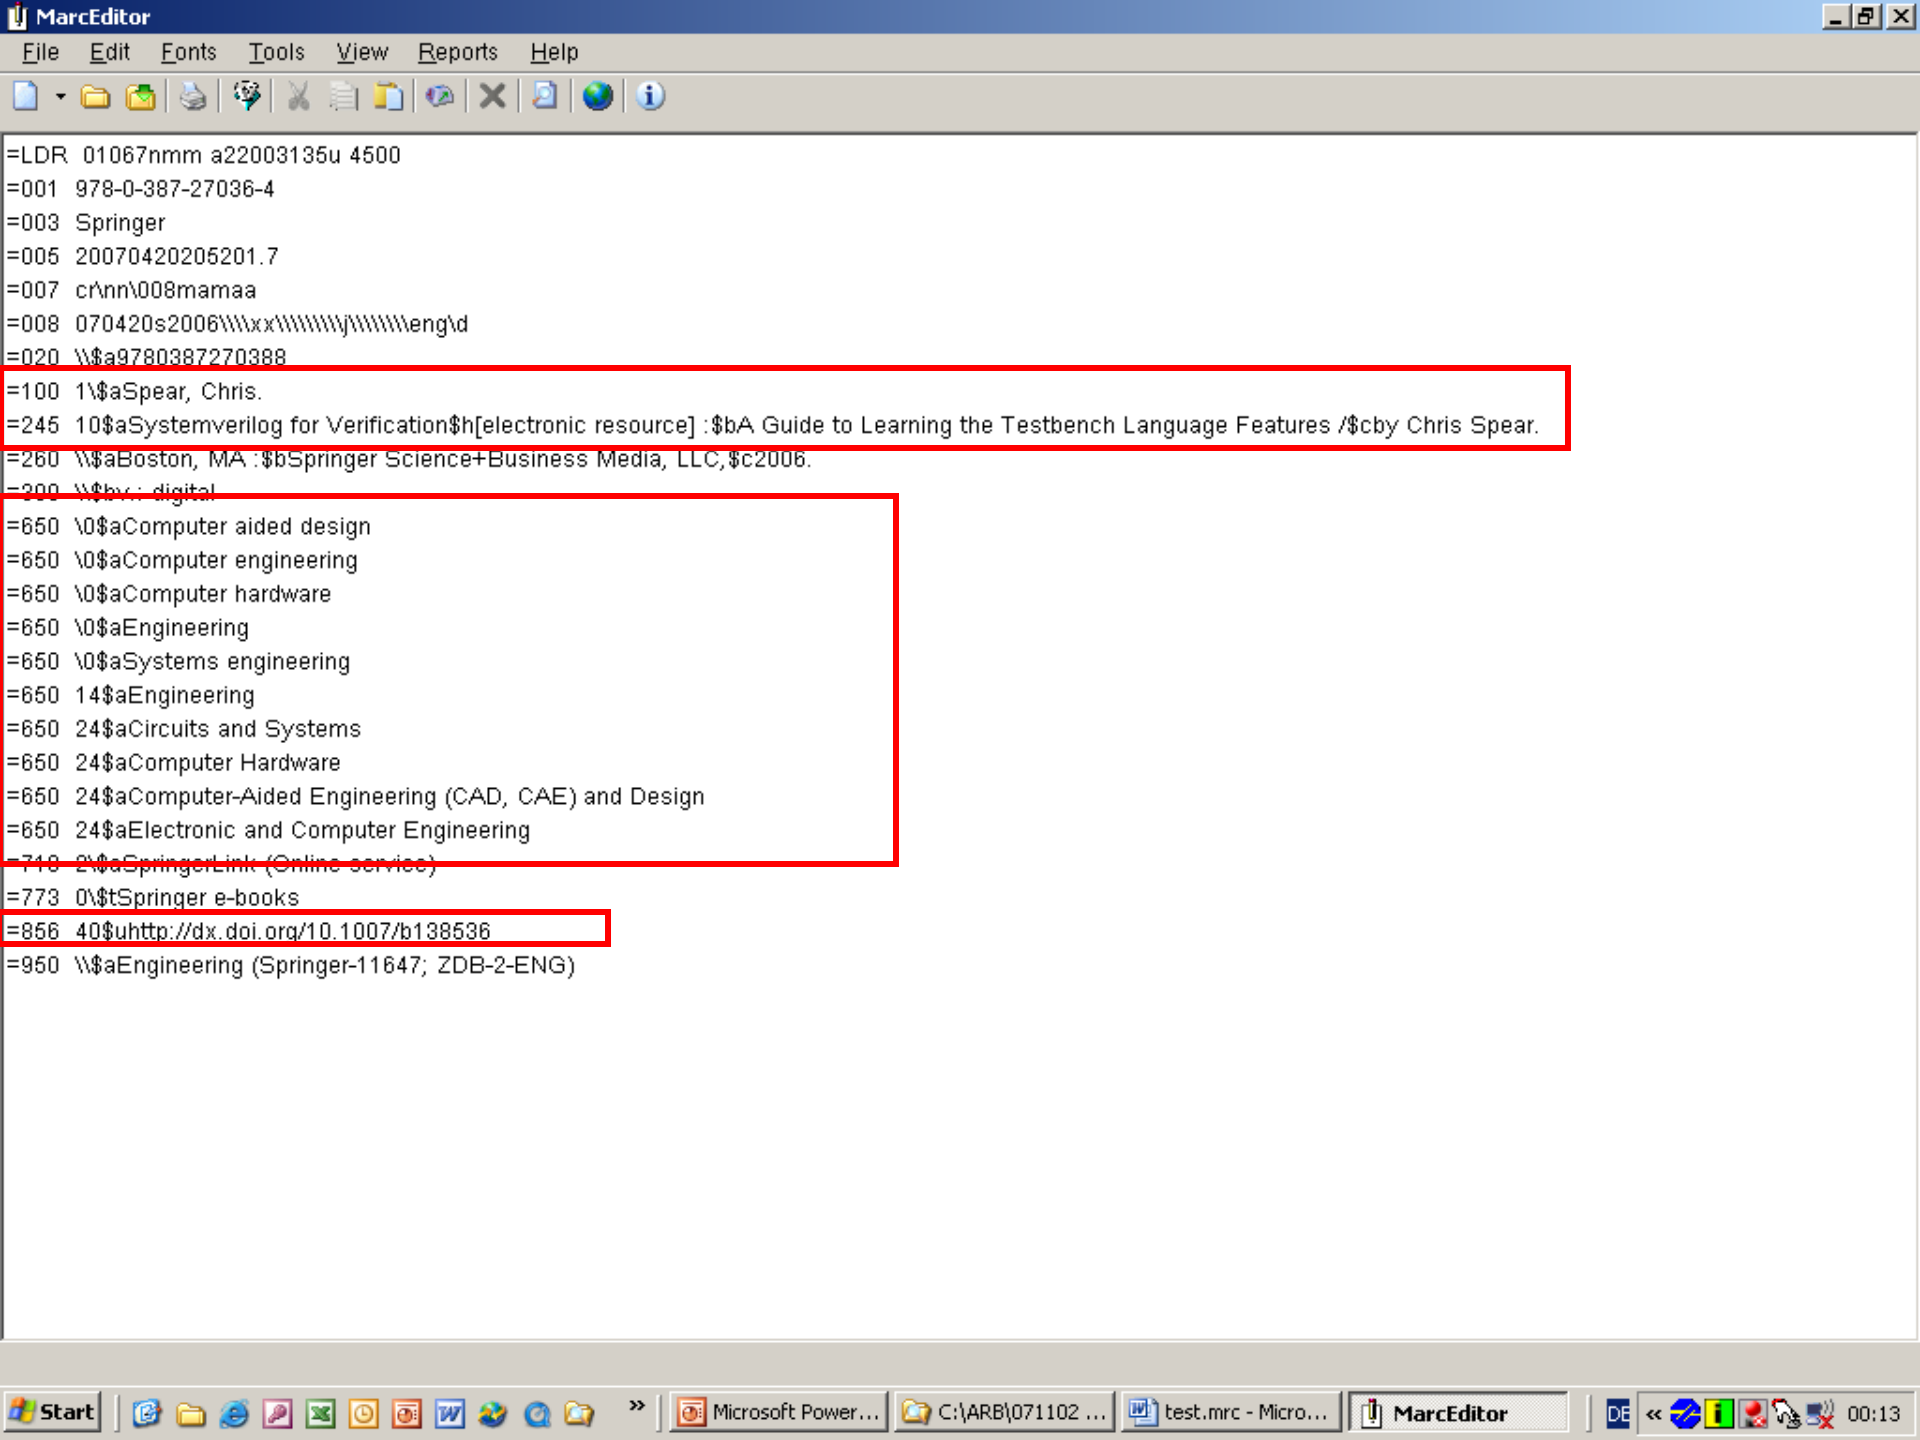 MarcEditor
File Edit Fonts Tools View Reports Help
=LDR  01067nmm a22003135u 4500
=001  978-0-387-27036-4
=003  Springer
=005  20070420205201.7
=007  cr\nn\008mamaa
=008  070420s2006\\\\xx\\\\\\\\\j\\\\\\\\eng\d
=020  \\$a9780387270388
=100  1\$aSpear, Chris.
=245  10$aSystemverilog for Verification$h[electronic resource] :$bA Guide to Learning the Testbench Language Features /$cby Chris Spear.
=260  \\$aBoston, MA :$bSpringer Science+Business Media, LLC,$c2006.
=300  \\$bv.: digital
=650  \0$aComputer aided design
=650  \0$aComputer engineering
=650  \0$aComputer hardware
=650  \0$aEngineering
=650  \0$aSystems engineering
=650  14$aEngineering
=650  24$aCircuits and Systems
=650  24$aComputer Hardware
=650  24$aComputer-Aided Engineering (CAD, CAE) and Design
=650  24$aElectronic and Computer Engineering
=710  2\$aSpringerLink (Online service)
=773  0\$tSpringer e-books
=856  40$uhttp://dx.doi.org/10.1007/b138536
=950  \\$aEngineering (Springer-11647; ZDB-2-ENG)
Start » Microsoft Power... C:\ARB\071102 ... test.mrc - Micro... MarcEditor DE « 00:13